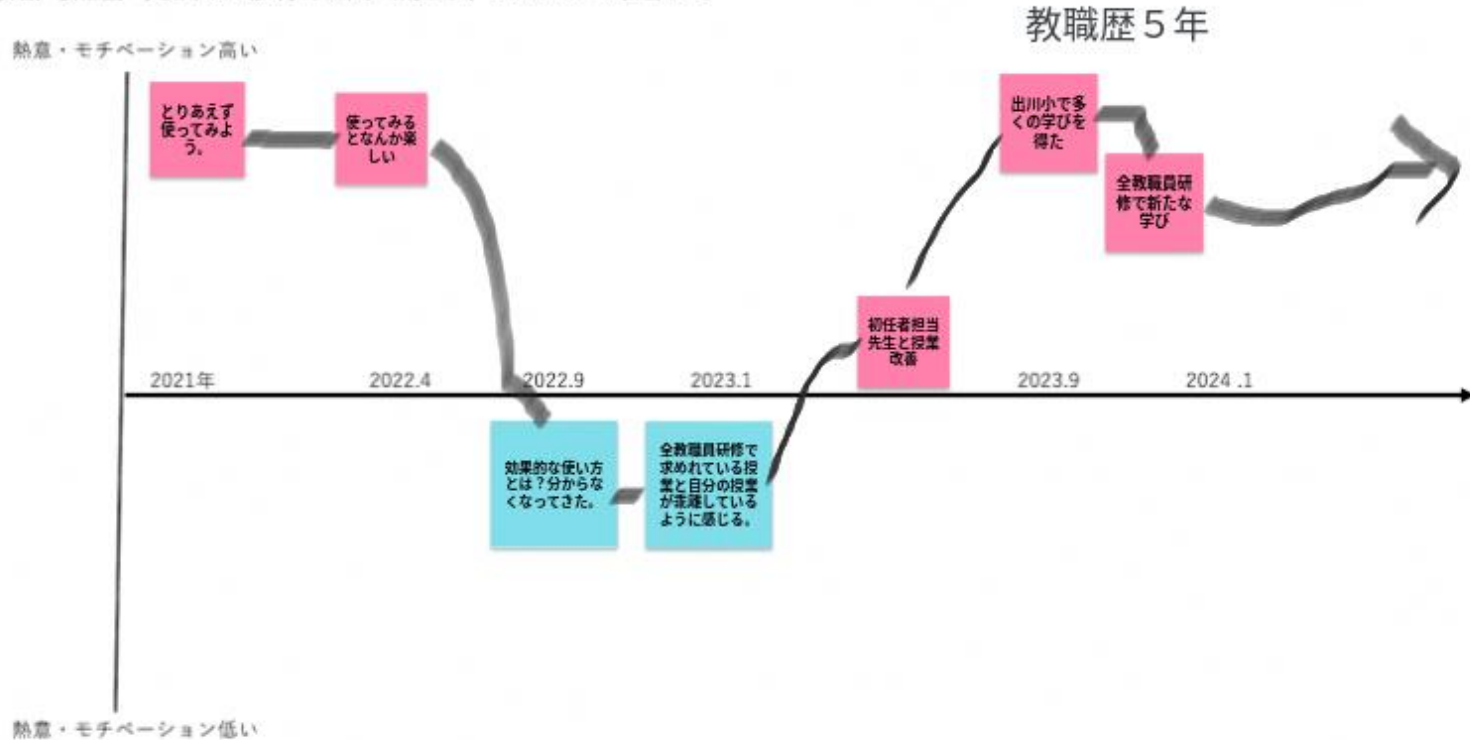 教職歴５年
熱意・モチベーション高い
とりあえず
使ってみよ
う。
使ってみる
となんか楽
しい
出川小で多
くの学びを
得た
全教職員研
修で新たな
学び
初任者担当
先生と授業
改善
2021年
2022.4
2022.9
2023.1
2023.9
2024 .1
効果的な使い方
とは？分からな
くなってきた。
全教職員研修で
求めれている授
業と自分の授業
が乖離している
ように感じる。
熱意・モチベーション低い